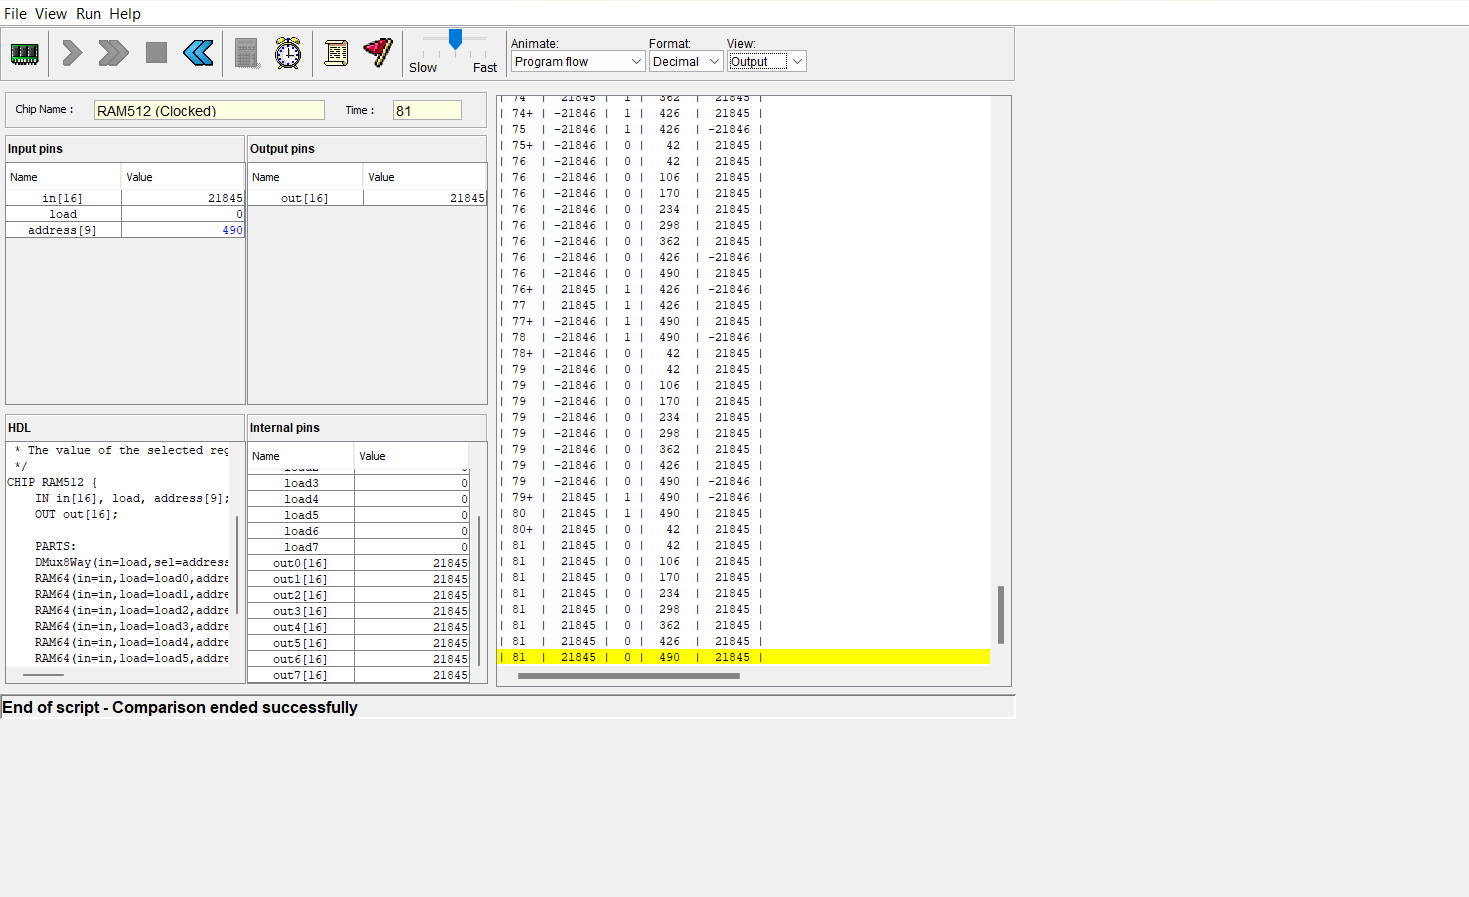 File View Run Help
Slow Fast
Animate:
Program flow
Format:
Decimal
View:
Output
Chip Name :
RAM512 (Clocked)
Time :
81
Input pins
Name Value
in[16] 21845
load 0
address[9] 490
Output pins
Name Value
out[16] 21845
HDL
* The value of the selected reg
*/
CHIP RAM512 {
IN in[16], load, address[9];
OUT out[16];
PARTS:
DMux8Way(in=load,sel=address
RAM64(in=in,load=load0,addre
RAM64(in=in,load=load1,addre
RAM64(in=in,load=load2,addre
RAM64(in=in,load=load3,addre
RAM64(in=in,load=load4,addre
RAM64(in=in,load=load5,addre
Internal pins
Name Value
load2 0
load3 0
load4 0
load5 0
load6 0
load7 0
out0[16] 21845
out1[16] 21845
out2[16] 21845
out3[16] 21845
out4[16] 21845
out5[16] 21845
out6[16] 21845
out7[16] 21845
| 74 | 21845 | 1 | 362 | 21845 |
| 74+ | -21846 | 1 | 426 | 21845 |
| 75 | -21846 | 1 | 426 | -21846 |
| 75+ | -21846 | 0 | 42 | 21845 |
| 76 | -21846 | 0 | 42 | 21845 |
| 76 | -21846 | 0 | 106 | 21845 |
| 76 | -21846 | 0 | 170 | 21845 |
| 76 | -21846 | 0 | 234 | 21845 |
| 76 | -21846 | 0 | 298 | 21845 |
| 76 | -21846 | 0 | 362 | 21845 |
| 76 | -21846 | 0 | 426 | -21846 |
| 76 | -21846 | 0 | 490 | 21845 |
| 76+ | 21845 | 1 | 426 | -21846 |
| 77 | 21845 | 1 | 426 | 21845 |
| 77+ | -21846 | 1 | 490 | 21845 |
| 78 | -21846 | 1 | 490 | -21846 |
| 78+ | -21846 | 0 | 42 | 21845 |
| 79 | -21846 | 0 | 42 | 21845 |
| 79 | -21846 | 0 | 106 | 21845 |
| 79 | -21846 | 0 | 170 | 21845 |
| 79 | -21846 | 0 | 234 | 21845 |
| 79 | -21846 | 0 | 298 | 21845 |
| 79 | -21846 | 0 | 362 | 21845 |
| 79 | -21846 | 0 | 426 | 21845 |
| 79 | -21846 | 0 | 490 | -21846 |
| 79+ | 21845 | 1 | 490 | -21846 |
| 80 | 21845 | 1 | 490 | 21845 |
| 80+ | 21845 | 0 | 42 | 21845 |
| 81 | 21845 | 0 | 42 | 21845 |
| 81 | 21845 | 0 | 106 | 21845 |
| 81 | 21845 | 0 | 170 | 21845 |
| 81 | 21845 | 0 | 234 | 21845 |
| 81 | 21845 | 0 | 298 | 21845 |
| 81 | 21845 | 0 | 362 | 21845 |
| 81 | 21845 | 0 | 426 | 21845 |
| 81 | 21845 | 0 | 490 | 21845 |
End of script - Comparison ended successfully